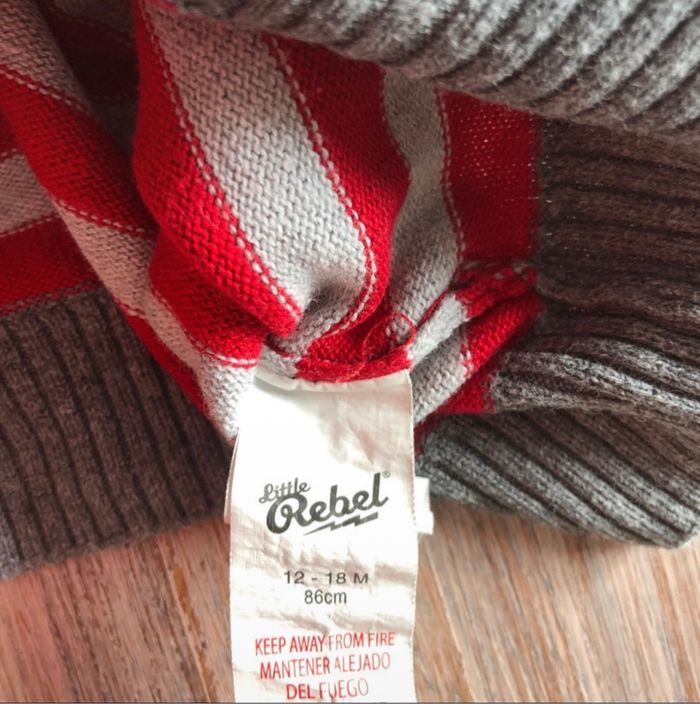 Little
Rebel®
12 - 18 M
86cm
KEEP AWAY FROM FIRE
MANTENER ALEJADO
DEL FUEGO